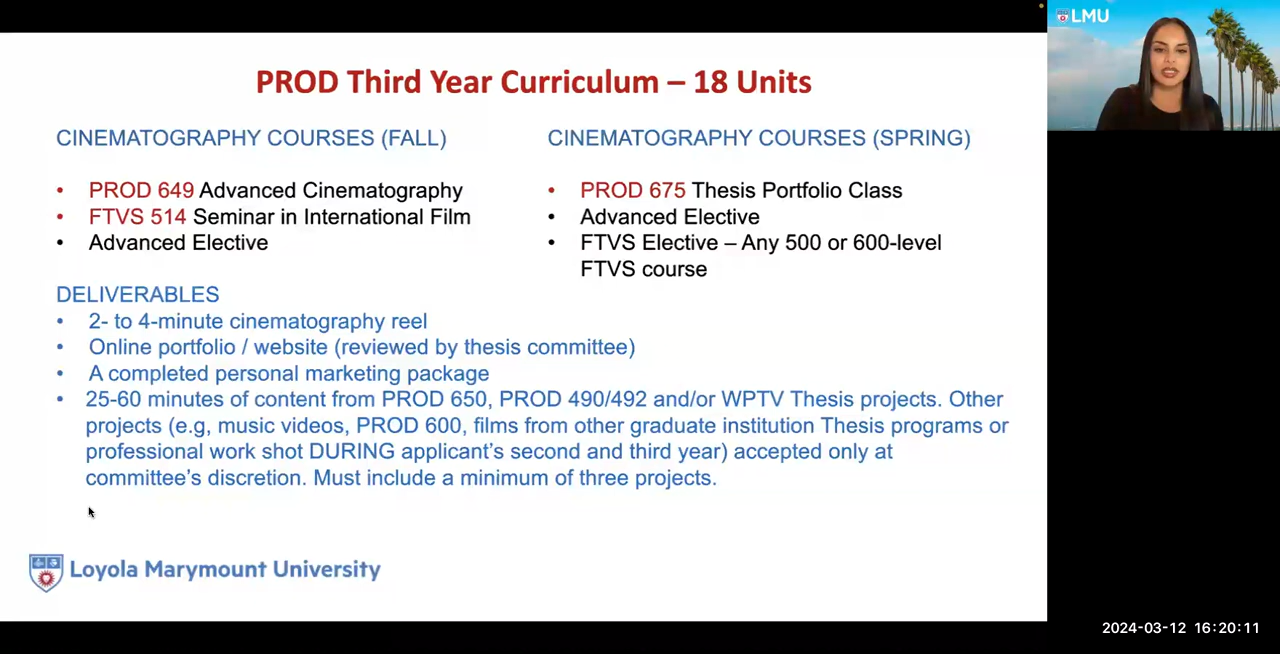 LMU
PROD Third Year Curriculum – 18 Units
CINEMATOGRAPHY COURSES (FALL)
• PROD 649 Advanced Cinematography
• FTVS 514 Seminar in International Film
• Advanced Elective
CINEMATOGRAPHY COURSES (SPRING)
• PROD 675 Thesis Portfolio Class
• Advanced Elective
• FTVS Elective – Any 500 or 600-level
FTVS course
DELIVERABLES
• 2- to 4-minute cinematography reel
• Online portfolio / website (reviewed by thesis committee)
• A completed personal marketing package
• 25-60 minutes of content from PROD 650, PROD 490/492 and/or WPTV Thesis projects. Other
projects (e.g, music videos, PROD 600, films from other graduate institution Thesis programs or
professional work shot DURING applicant’s second and third year) accepted only at
committee’s discretion. Must include a minimum of three projects.
Loyola Marymount University
2024-03-12 16:20:11